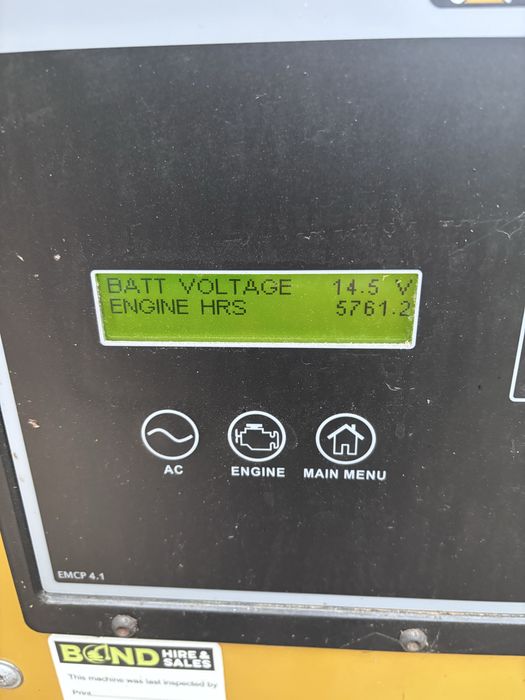 BATT VOLTAGE 14.5 V
ENGINE HRS 5761.2
AC ENGINE MAIN MENU
EMCP 4.1
BOND HIRE & SALES
This machine was last inspected by
Print